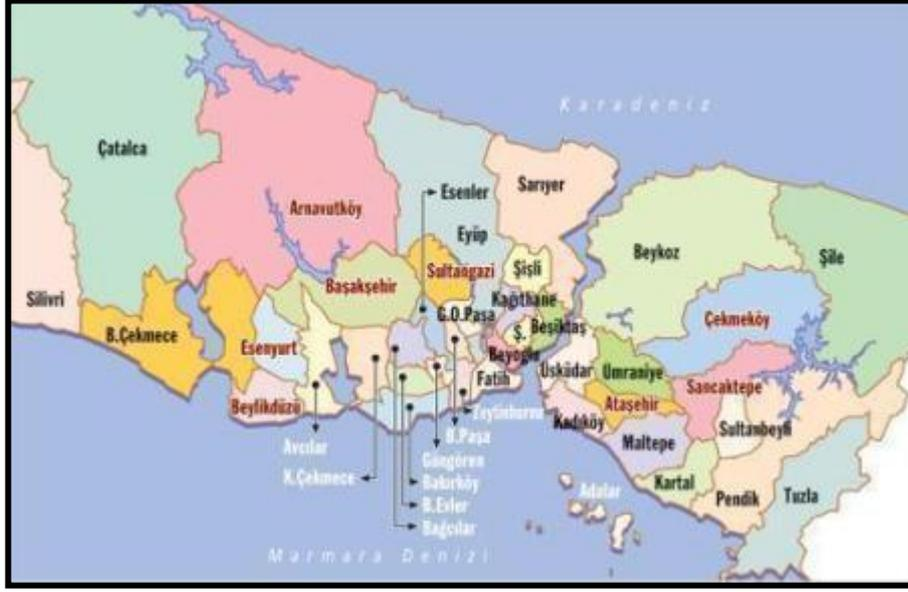 Karadeniz
Çatalca
Esenler
Sarıyer
Arnavutköy
Eyüp
Beykoz
Şile
Silivri
Başakşehir
Sultangazi
Şişli
Kağıthane
B.Çekmece
G.O.Paşa
Beşiktaş
Çekmeköy
Ş.
Esenyurt
Beyoğlu
Fatih
Üsküdar
Ümraniye
Sancaktepe
Beylikdüzü
Zeytinburnu
Kadıköy
Ataşehir
Sultanbeyli
Avcılar
B.Paşa
Maltepe
Güngören
K.Çekmece
Bakırköy
Kartal
Adalar
Pendik
Tuzla
B.Evler
Bağcılar
Marmara Denizi